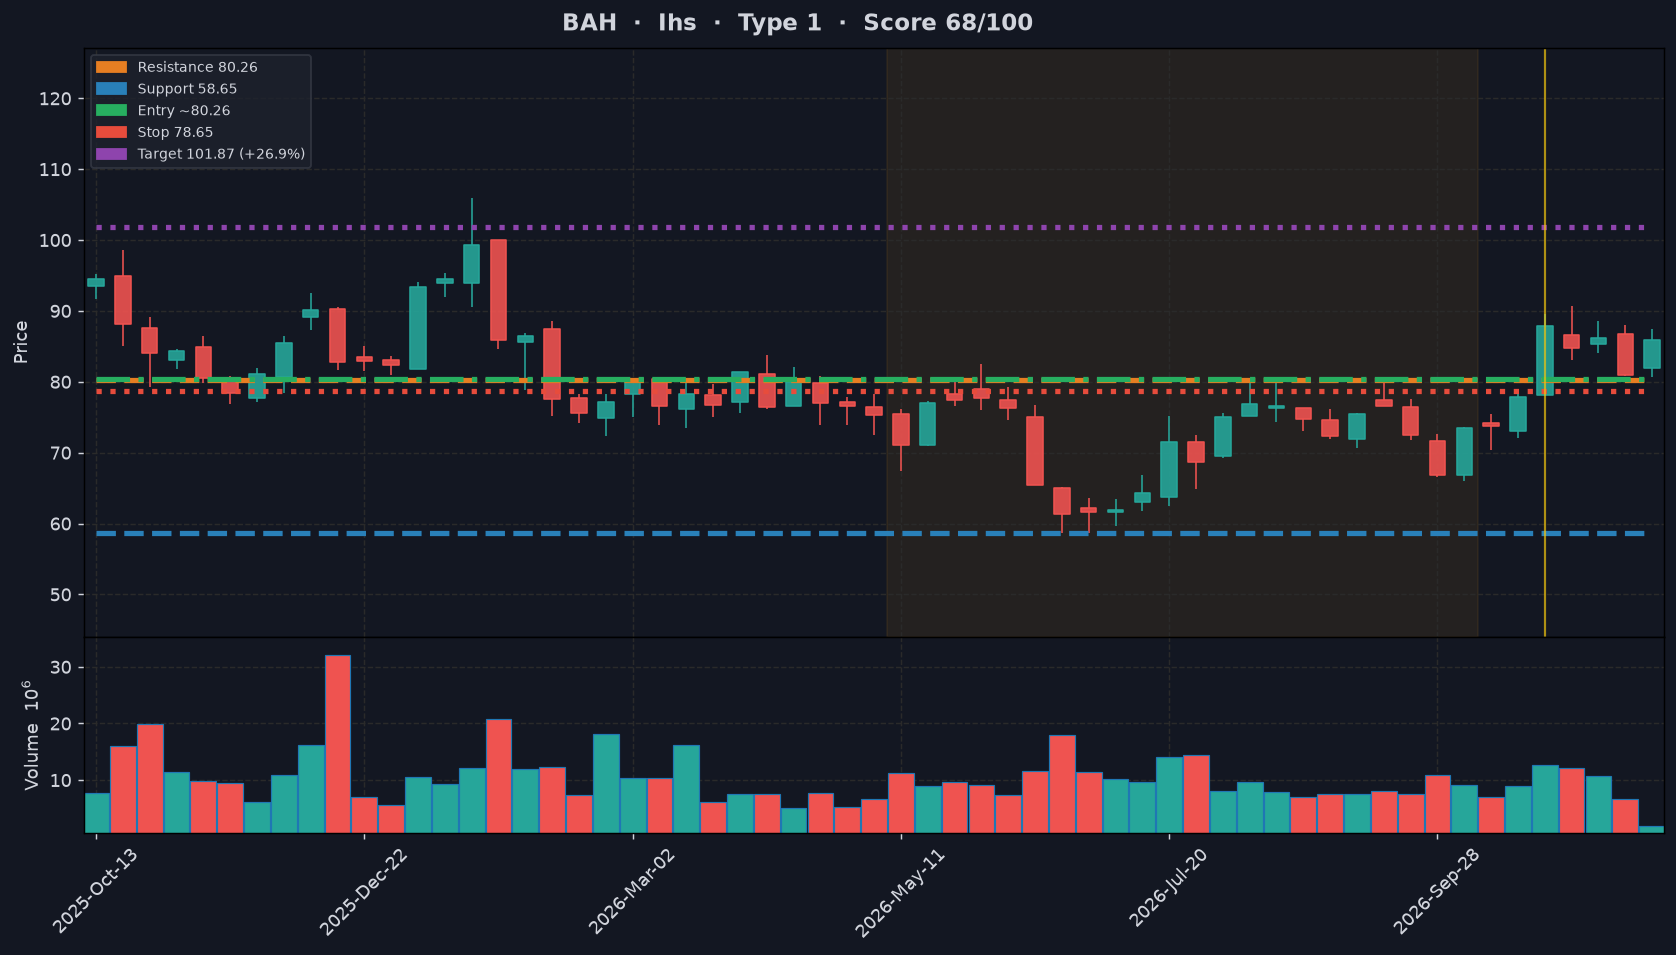 BAH · Ihs · Type 1 · Score 68/100
Resistance 80.26
Support 58.65
Entry ~80.26
Stop 78.65
Target 101.87 (+26.9%)
Price
120
110
100
90
80
70
60
50
Volume 10⁶
30
20
10
2025-Oct-13
2025-Dec-22
2026-Mar-02
2026-May-11
2026-Jul-20
2026-Sep-28